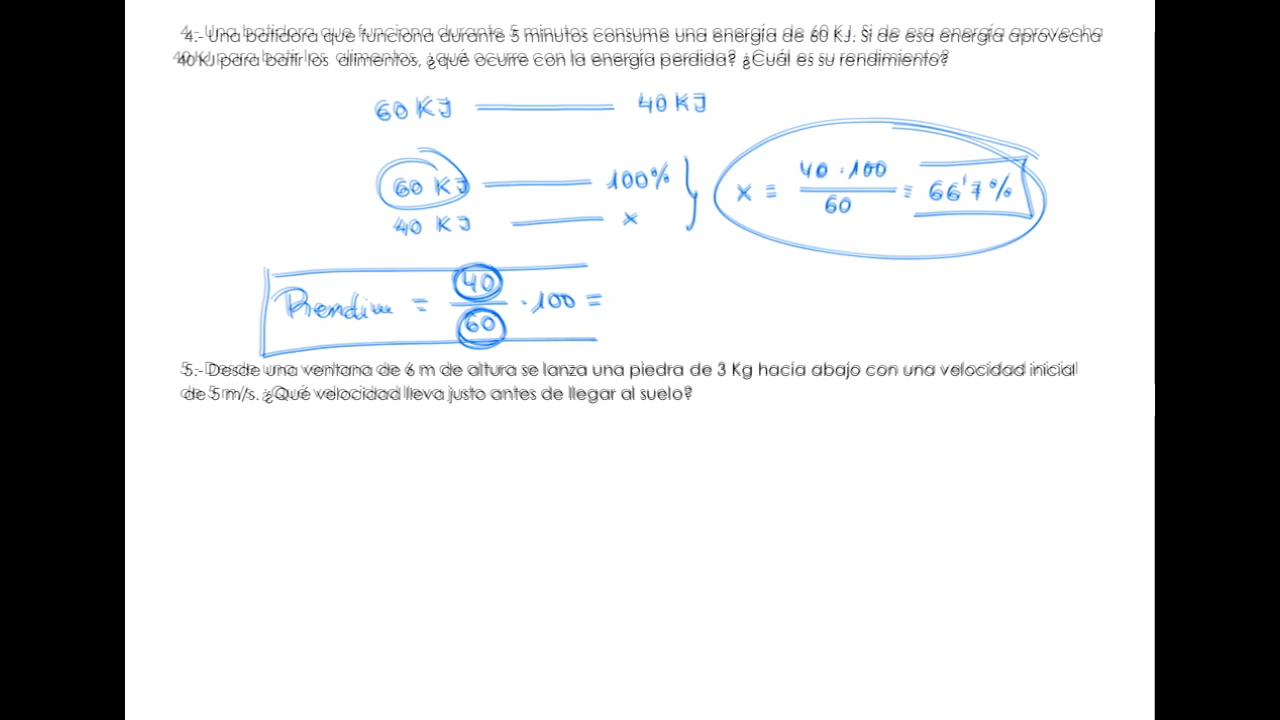 4.- Una batidora que funciona durante 5 minutos consume una energía de 60 KJ. Si de esa energía aprovecha
40 KJ para batir los alimentos, ¿qué ocurre con la energía perdida? ¿Cuál es su rendimiento?
60 KJ ——— 40 KJ
60 KJ ——— 100%
40 KJ ——— x
x = 40 · 100 / 60 = 66'7%
Rendim = 40 / 60 · 100 =
5.- Desde una ventana de 6 m de altura se lanza una piedra de 3 Kg hacia abajo con una velocidad inicial
de 5 m/s. ¿Qué velocidad lleva justo antes de llegar al suelo?